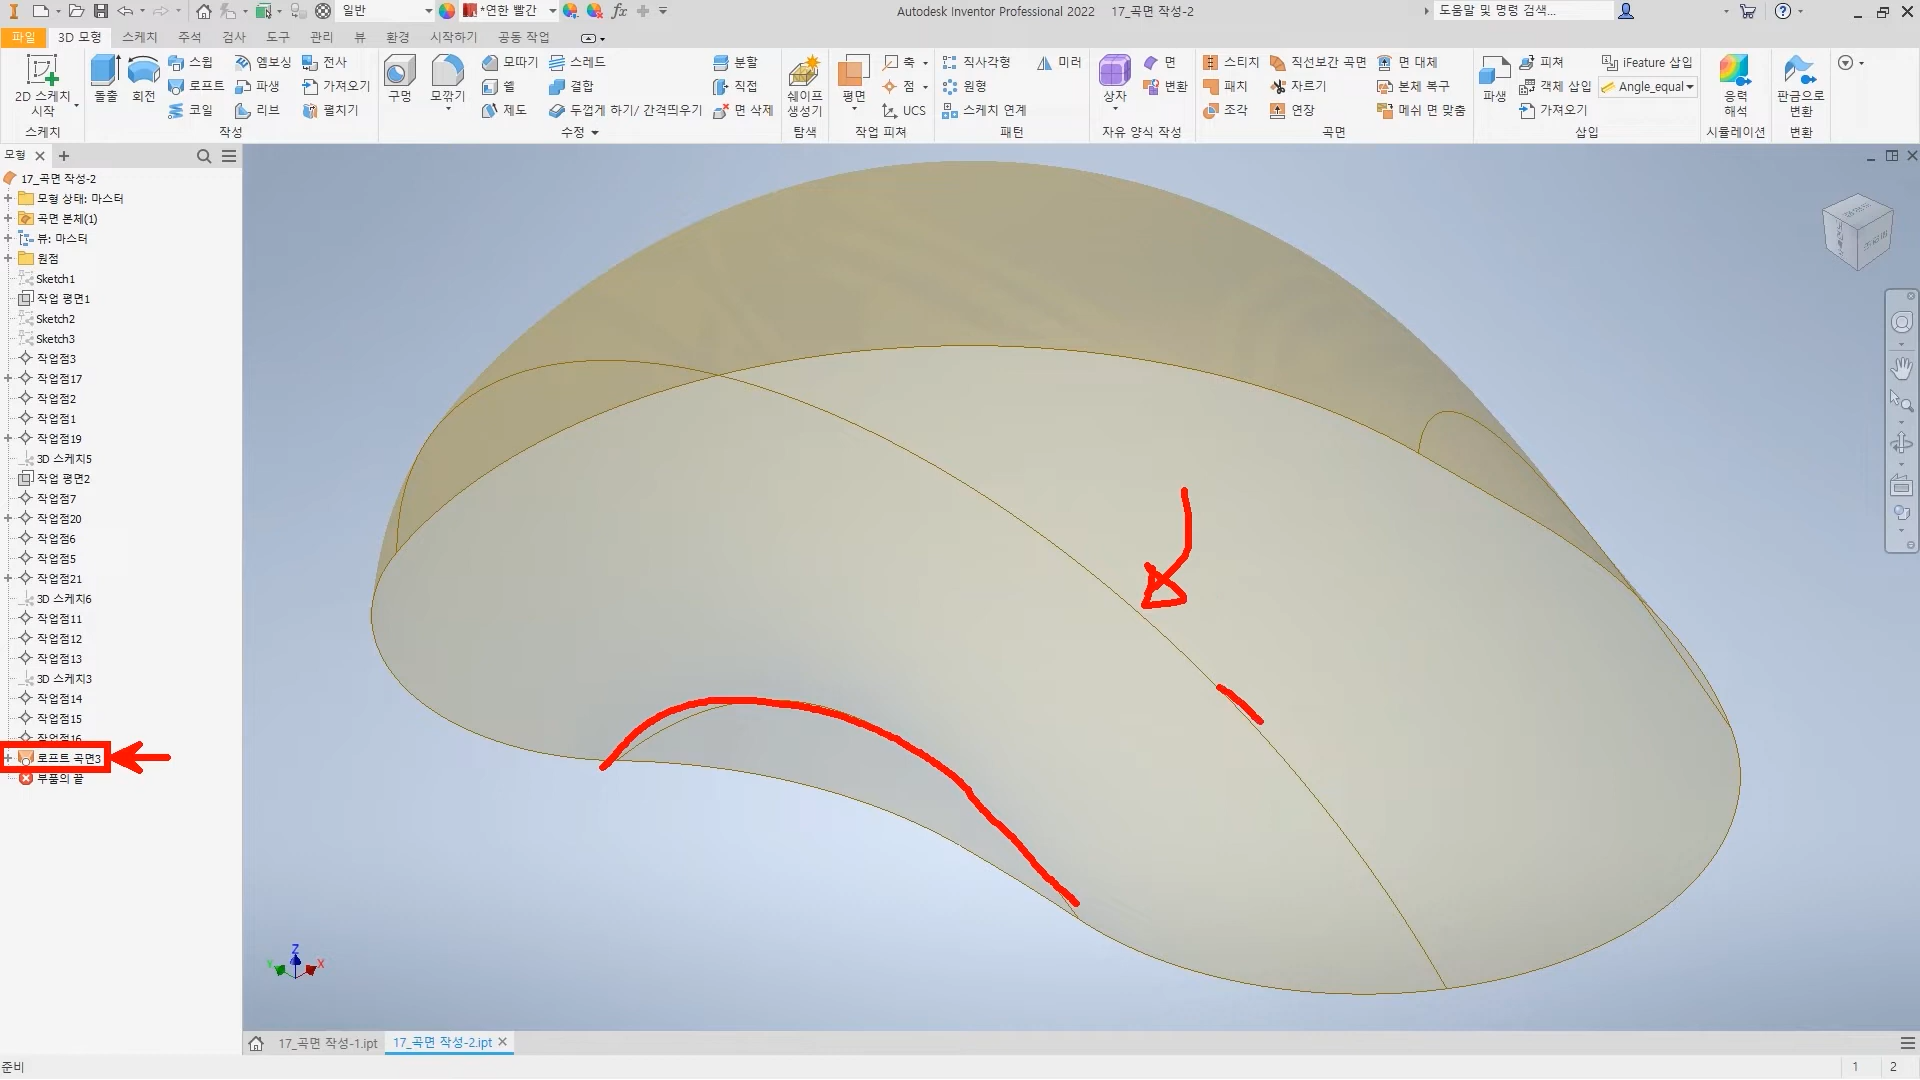 일반
*연한 빨간
fx
Autodesk Inventor Professional 2022 17_곡면 작성-2
도움말 및 명령 검색...
파일 3D 모형 스케치 주석 검사 도구 관리 뷰 환경 시작하기 공동 작업
2D 스케치 시작
스케치
돌출
회전
스윕
로프트
코일
엠보싱
파생
리브
전사
가져오기
펼치기
작성
구멍
모깎기
모따기
쉘
제도
스레드
결합
두껍게 하기/ 간격띄우기
분할
직접
면 삭제
수정
쉐이프 생성기
탐색
평면
축
점
UCS
작업 피쳐
직사각형
원형
스케치 연계
미러
패턴
상자
면
변환
자유 양식 작성
스티치
패치
조각
직선보간 곡면
자르기
연장
면 대체
본체 복구
메쉬 면 맞춤
곡면
파생
피쳐
객체 삽입
가져오기
iFeature 삽입
Angle_equal
삽입
응력 해석
시뮬레이션
판금으로 변환
변환
모형
17_곡면 작성-2
모형 상태: 마스터
곡면 본체(1)
뷰: 마스터
원점
Sketch1
작업 평면1
Sketch2
Sketch3
작업점3
작업점17
작업점2
작업점1
작업점19
3D 스케치5
작업 평면2
작업점7
작업점20
작업점6
작업점5
작업점21
3D 스케치6
작업점11
작업점12
작업점13
3D 스케치3
작업점14
작업점15
작업점16
로프트 곡면3
부품의 끝
Z
Y
X
17_곡면 작성-1.ipt
17_곡면 작성-2.ipt
준비
1 2